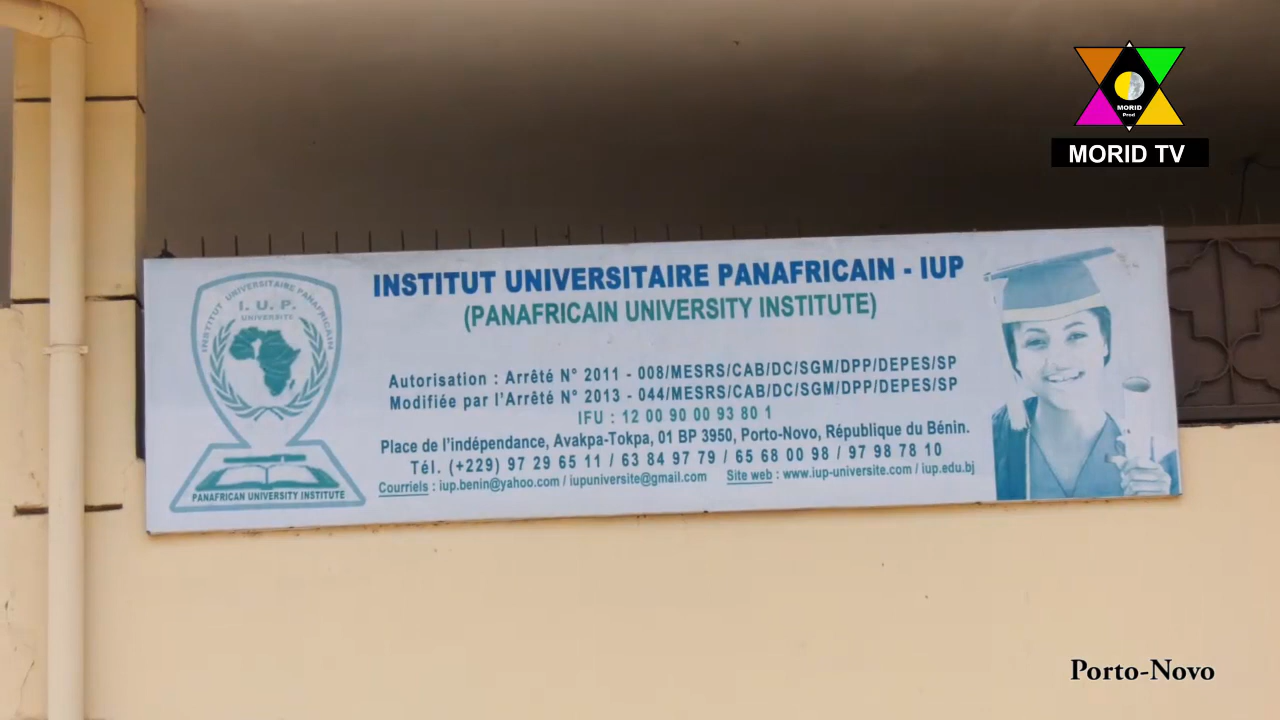 MORID
Prod
MORID TV
INSTITUT UNIVERSITAIRE PANAFRICAIN
I. U. P.
UNIVERSITE
PANAFRICAN UNIVERSITY INSTITUTE
INSTITUT UNIVERSITAIRE PANAFRICAIN - IUP
(PANAFRICAIN UNIVERSITY INSTITUTE)
Autorisation : Arrêté N° 2011 - 008/MESRS/CAB/DC/SGM/DPP/DEPES/SP
Modifiée par l'Arrêté N° 2013 - 044/MESRS/CAB/DC/SGM/DPP/DEPES/SP
IFU : 12 00 90 00 93 80 1
Place de l'indépendance, Avakpa-Tokpa, 01 BP 3950, Porto-Novo, République du Bénin.
Tél. (+229) 97 29 65 11 / 63 84 97 79 / 65 68 00 98 / 97 98 78 10
Courriels : iup.benin@yahoo.com / iupuniversite@gmail.com Site web : www.iup-universite.com / iup.edu.bj
Porto-Novo